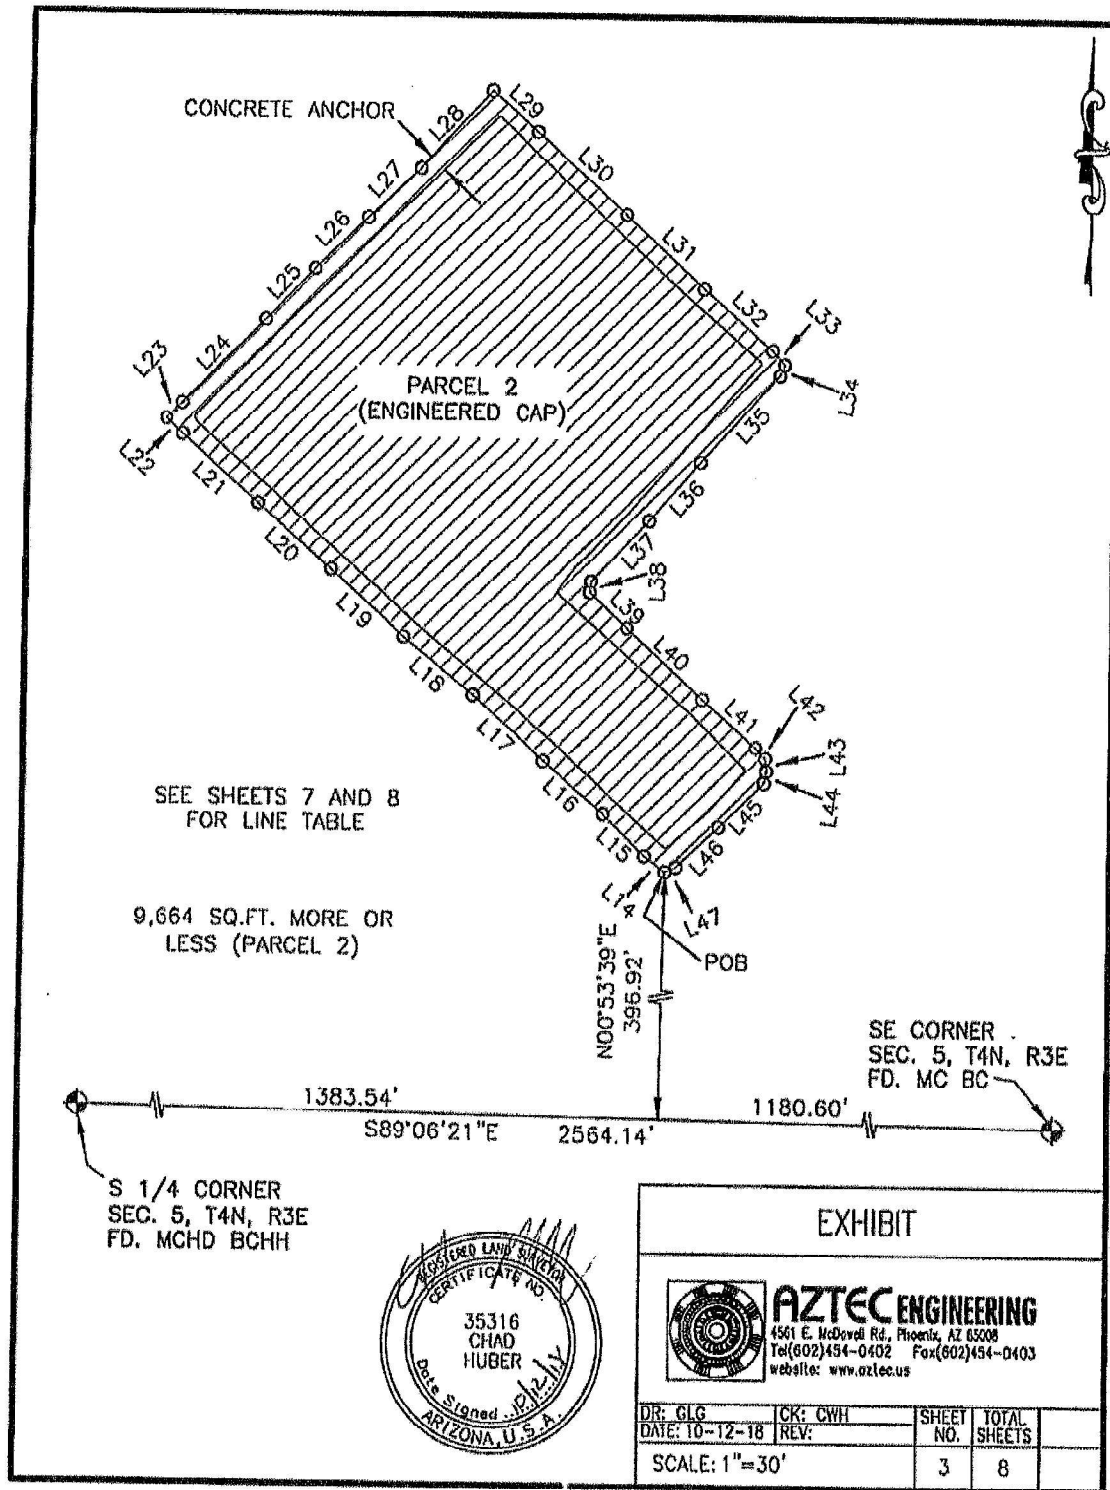 CONCRETE ANCHOR
L28
L29
L27
L30
L26
L31
L25
L32
L33
L24
L23
L34
PARCEL 2
(ENGINEERED CAP)
L35
L22
L21
L36
L20
L37
L38
L19
L39
L18
L40
L17
L41
L42
L43
L16
L44
SEE SHEETS 7 AND 8
FOR LINE TABLE
L45
L15
L46
L14
L47
9,664 SQ.FT. MORE OR
LESS (PARCEL 2)
POB
N00°53'39"E
396.92'
SE CORNER
SEC. 5, T4N, R3E
FD. MC BC
1383.54'
1180.60'
S89°06'21"E
2564.14'
S 1/4 CORNER
SEC. 5, T4N, R3E
FD. MCHD BCHH
EXHIBIT
REGISTERED LAND SURVEYOR
CERTIFICATE NO.
35316
CHAD
HUBER
Date Signed
ARIZONA, U.S.A.
AZTEC ENGINEERING
4561 E. McDowell Rd., Phoenix, AZ 85008
Tel(602)454-0402 Fax(602)454-0403
website: www.aztec.us
DR: GLG
CK: CWH
DATE: 10-12-18
REV:
SHEET NO.
TOTAL SHEETS
SCALE: 1"=30'
3
8